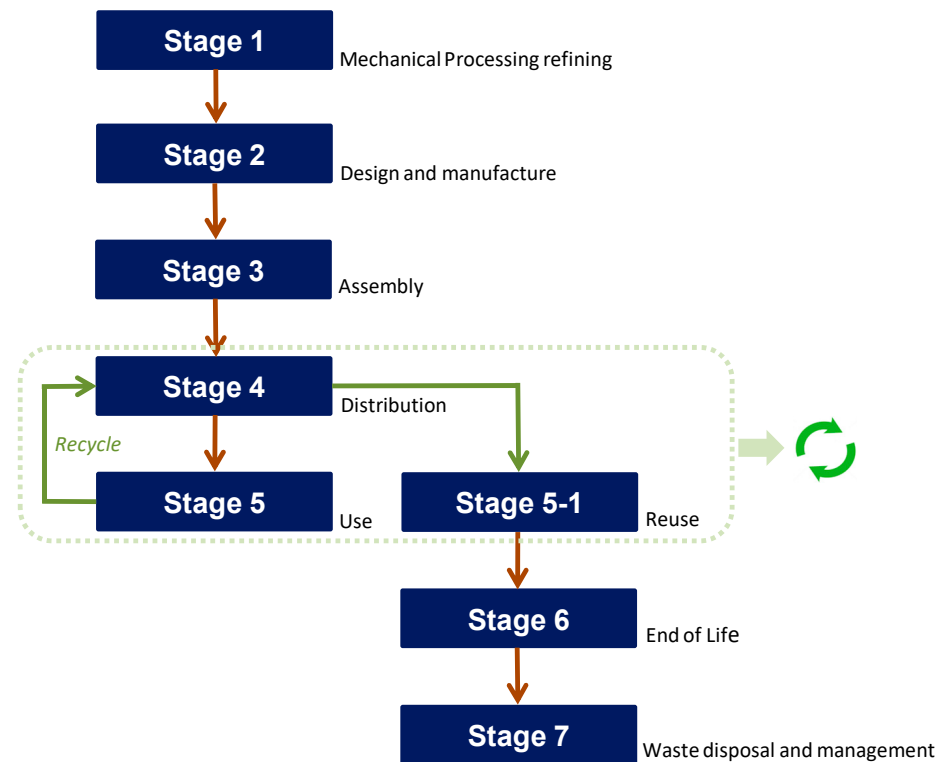 Stage 1
Mechanical Processing refining
Stage 2
Design and manufacture
Stage 3
Assembly
Stage 4
Distribution
Recycle
Stage 5
Use
Stage 5-1
Reuse
Stage 6
End of Life
Stage 7
Waste disposal and management